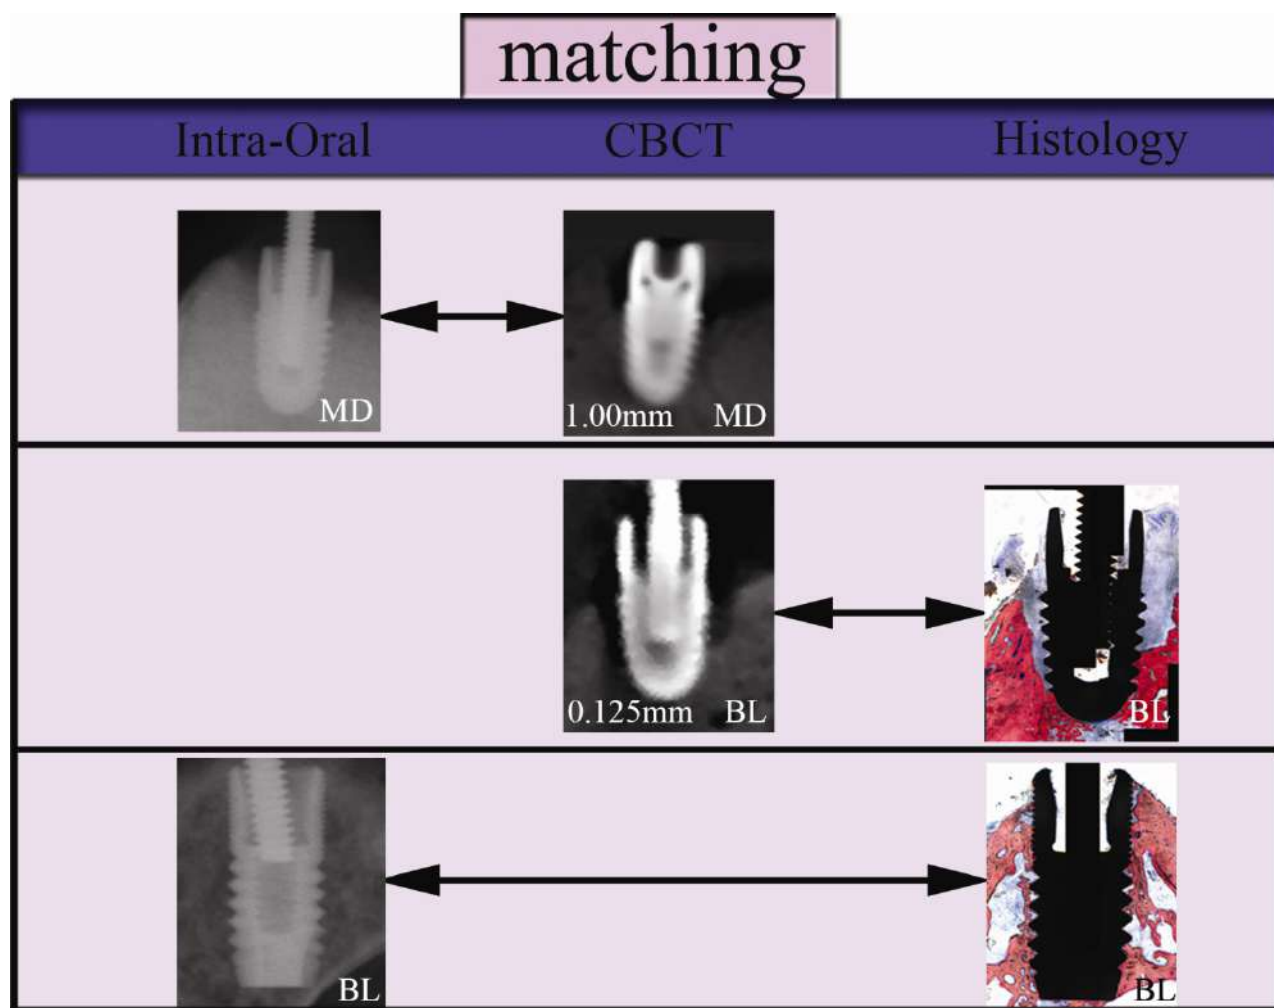 matching
Intra-Oral CBCT Histology
MD 1.00mm MD
0.125mm BL BL
BL BL